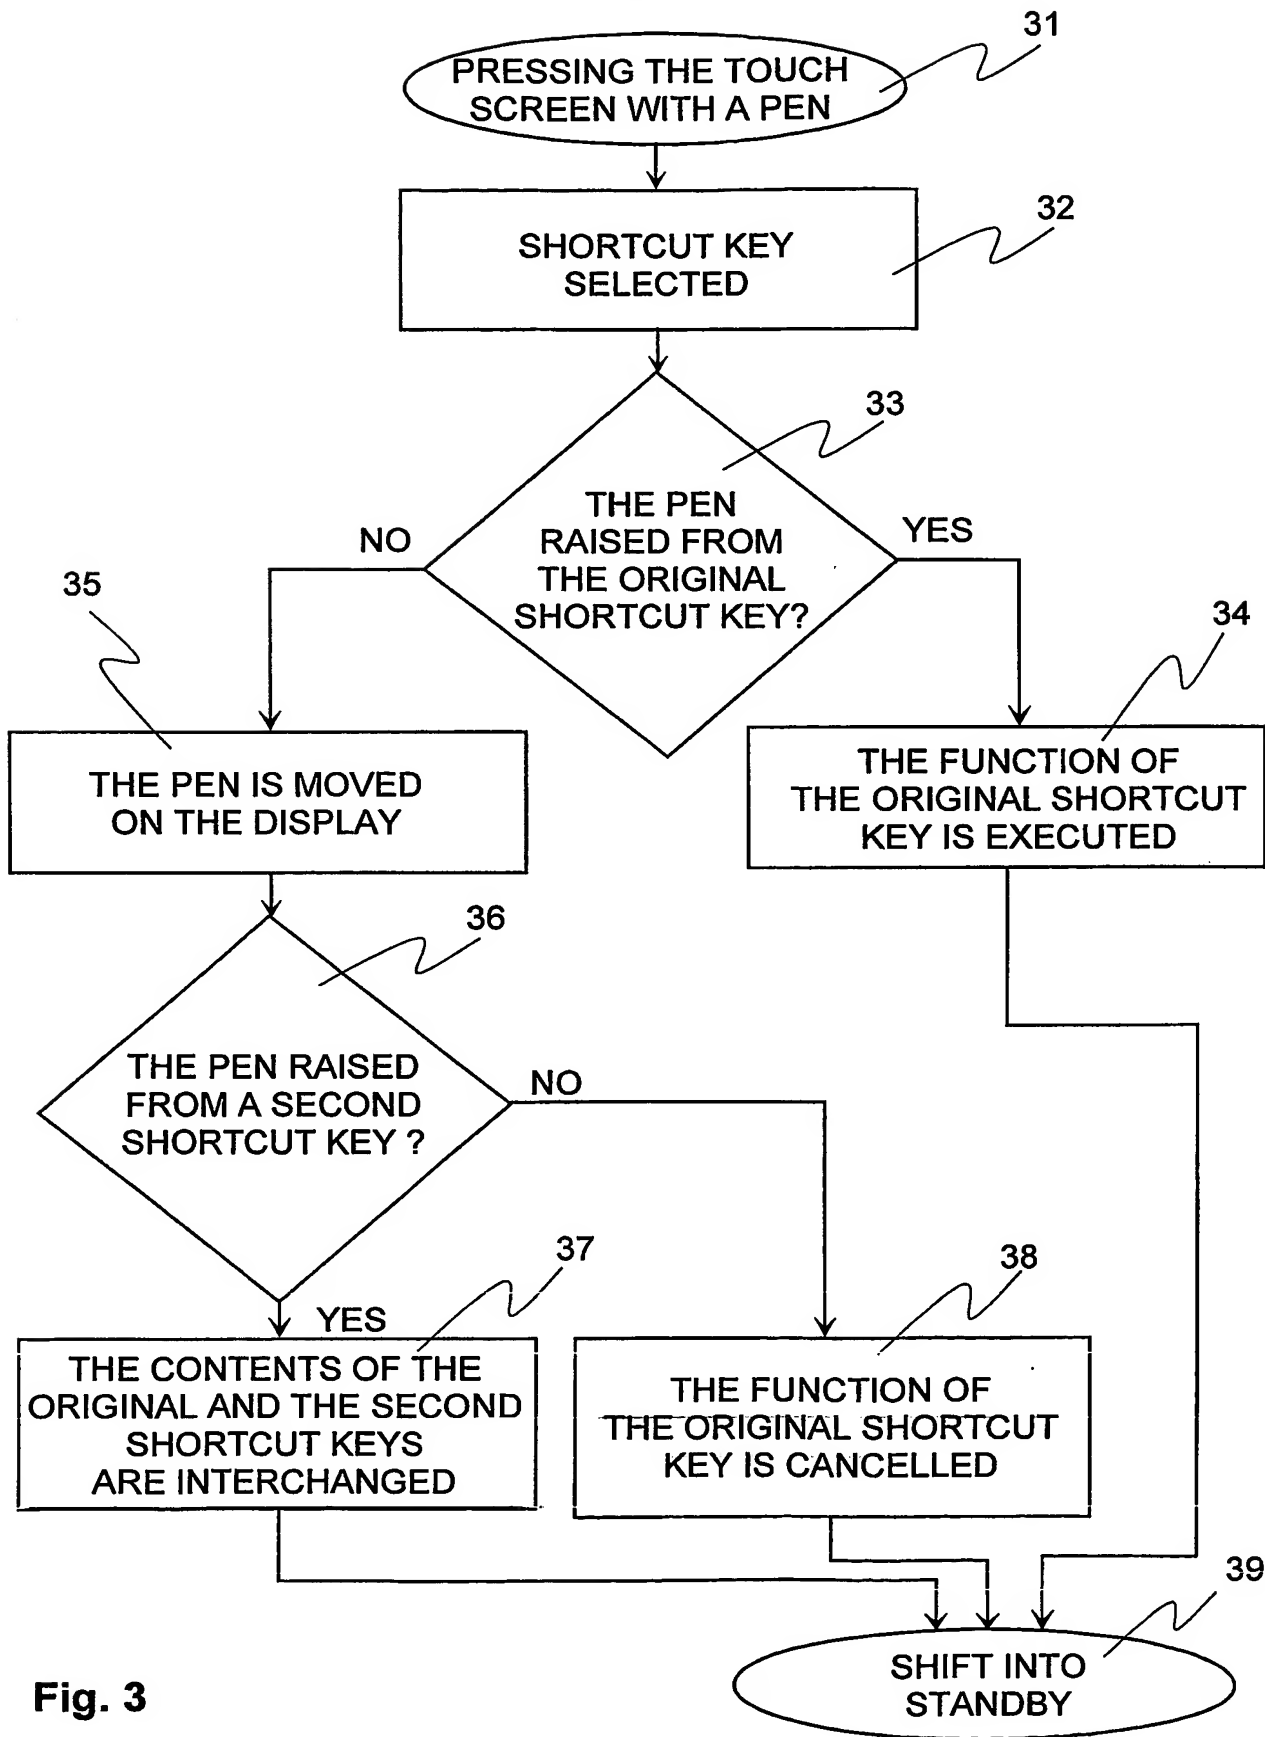 31
PRESSING THE TOUCH
SCREEN WITH A PEN
32
SHORTCUT KEY
SELECTED
33
THE PEN
RAISED FROM
THE ORIGINAL
SHORTCUT KEY?
NO
YES
35
34
THE PEN IS MOVED
ON THE DISPLAY
THE FUNCTION OF
THE ORIGINAL SHORTCUT
KEY IS EXECUTED
36
THE PEN RAISED
FROM A SECOND
SHORTCUT KEY ?
NO
YES
37
38
THE CONTENTS OF THE
ORIGINAL AND THE SECOND
SHORTCUT KEYS
ARE INTERCHANGED
THE FUNCTION OF
THE ORIGINAL SHORTCUT
KEY IS CANCELLED
39
SHIFT INTO
STANDBY
Fig. 3